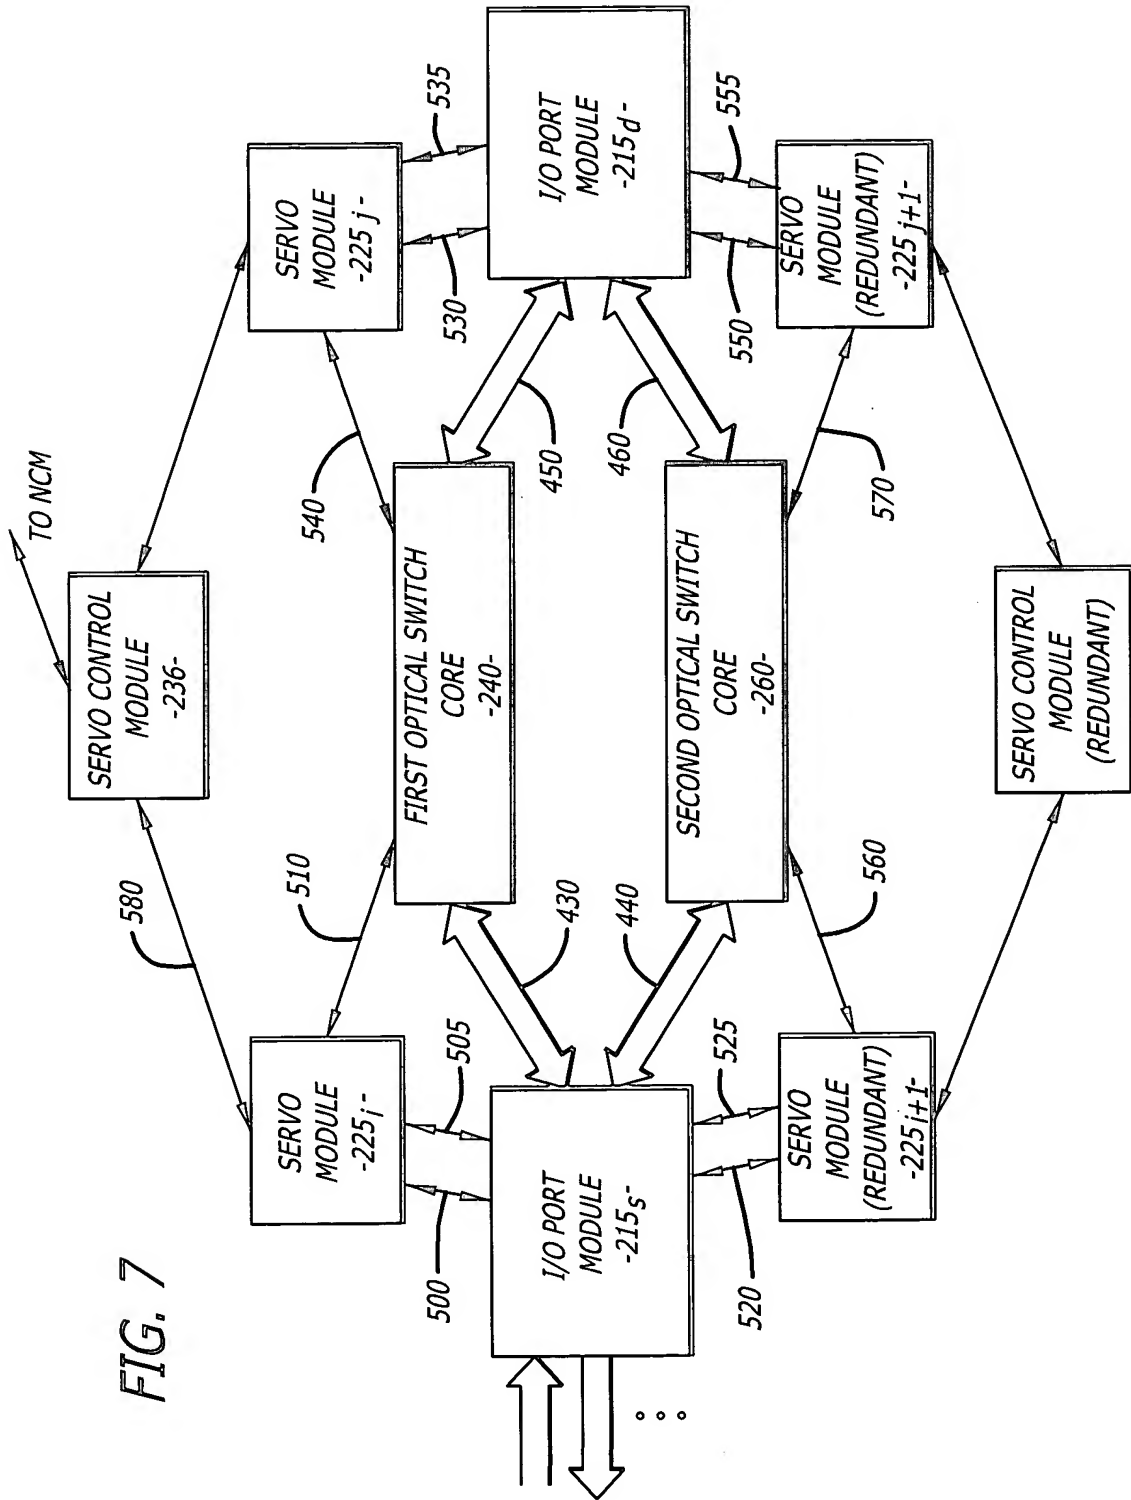 FIG. 7
TO NCM
SERVO CONTROL
MODULE
-236-
580
SERVO
MODULE
-225i-
510
540
SERVO
MODULE
-225j-
500
505
530
535
FIRST OPTICAL SWITCH
CORE
-240-
430
450
I/O PORT
MODULE
-215s-
I/O PORT
MODULE
-215d-
440
460
SECOND OPTICAL SWITCH
CORE
-260-
520
525
550
555
SERVO
MODULE
(REDUNDANT)
-225i+1-
560
570
SERVO
MODULE
(REDUNDANT)
-225j+1-
SERVO CONTROL
MODULE
(REDUNDANT)